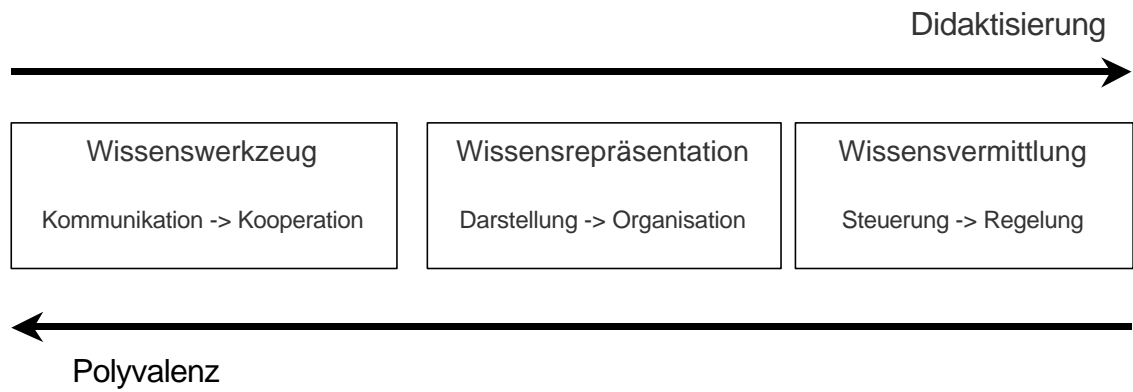 Didaktisierung
Wissenswerkzeug
Kommunikation -> Kooperation
Wissensrepräsentation
Darstellung -> Organisation
Wissensvermittlung
Steuerung -> Regelung
Polyvalenz